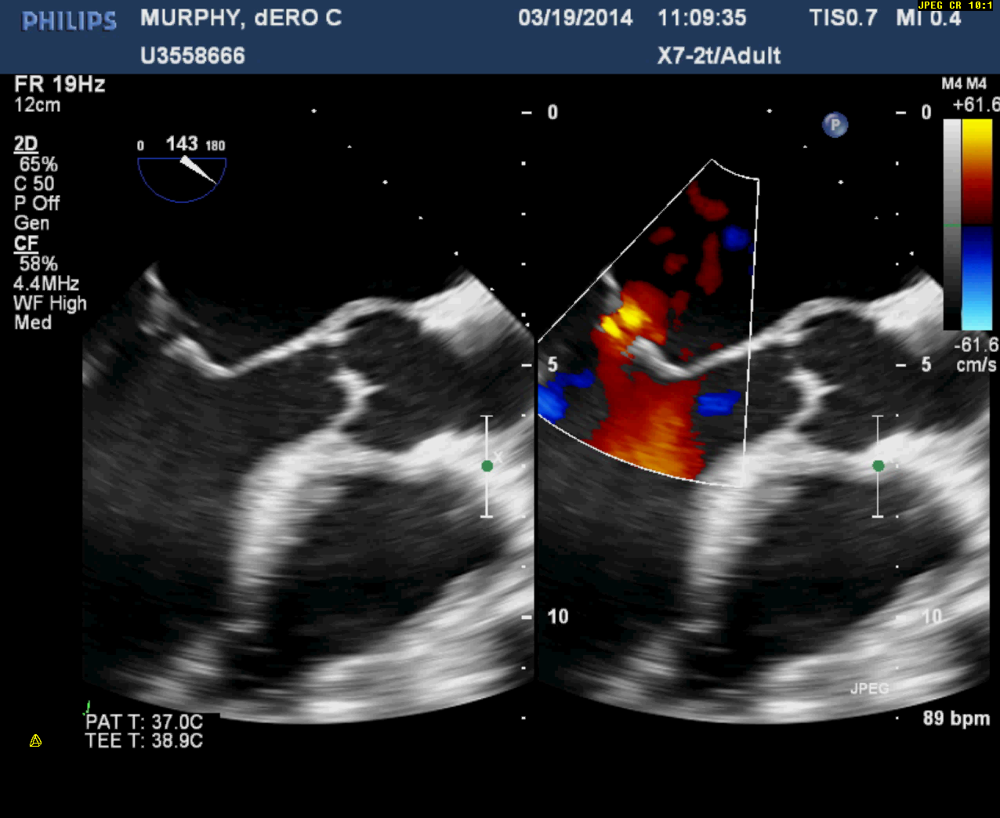 JPEG CR 10:1
PHILIPS MURPHY, dERO C 03/19/2014 11:09:35 TIS0.7 MI 0.4
U3558666 X7-2t/Adult
FR 19Hz
12cm
M4 M4
+61.6
0
0
P
2D
65%
C 50
P Off
Gen
CF
58%
4.4MHz
WF High
Med
0 143 180
-61.6
cm/s
5
5
X
10
10
JPEG
PAT T: 37.0C
TEE T: 38.9C
89 bpm
A